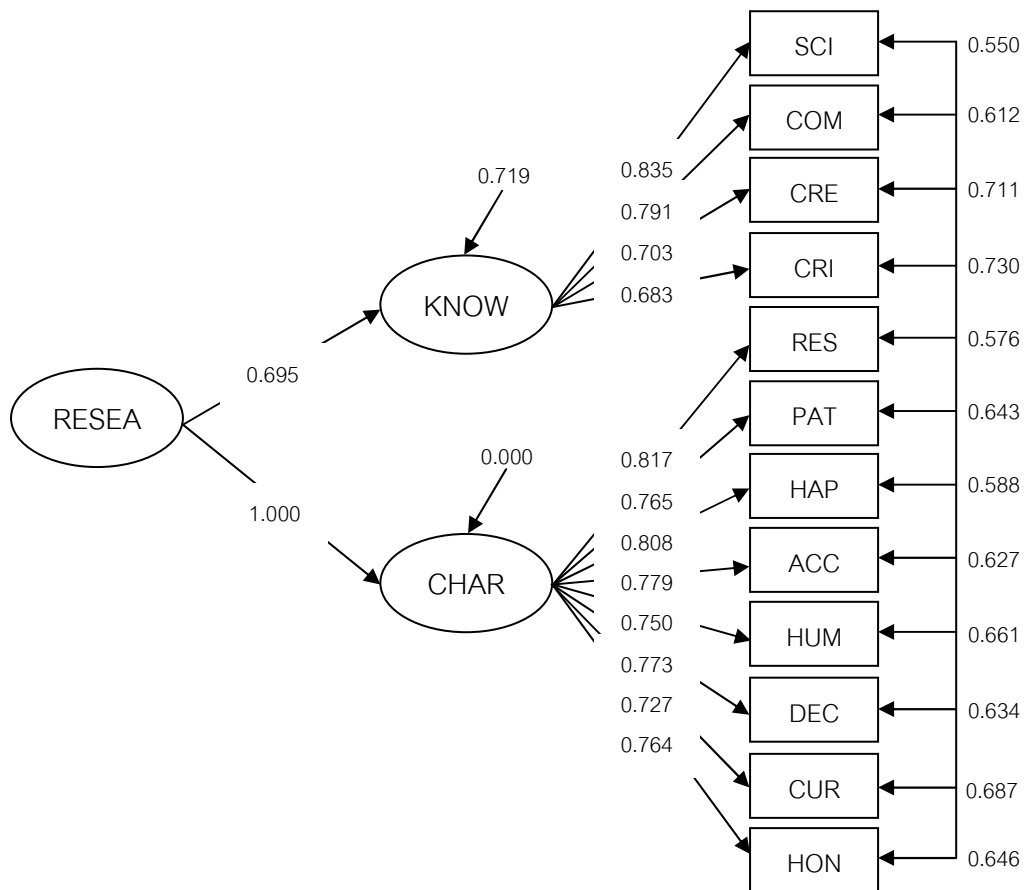 SCI 0.550
COM 0.612
0.835
0.719
CRE 0.711
0.791
0.703
CRI 0.730
0.683
KNOW
RES 0.576
0.695
PAT 0.643
RESEA
0.817
0.000
HAP 0.588
0.765
1.000
0.808
ACC 0.627
0.779
CHAR
0.750
HUM 0.661
0.773
0.727
DEC 0.634
0.764
CUR 0.687
HON 0.646